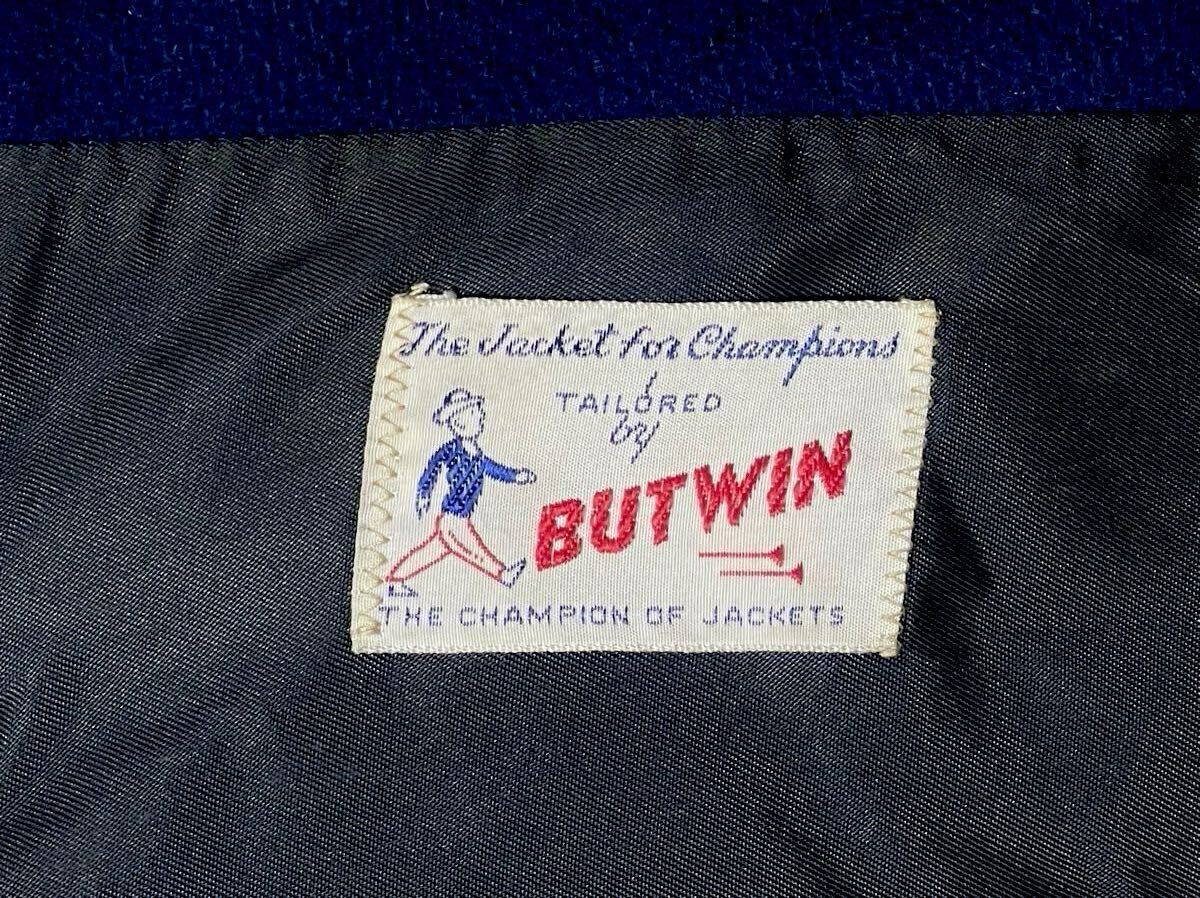 The Jacket for Champions
TAILORED
by
BUTWIN
THE CHAMPION OF JACKETS